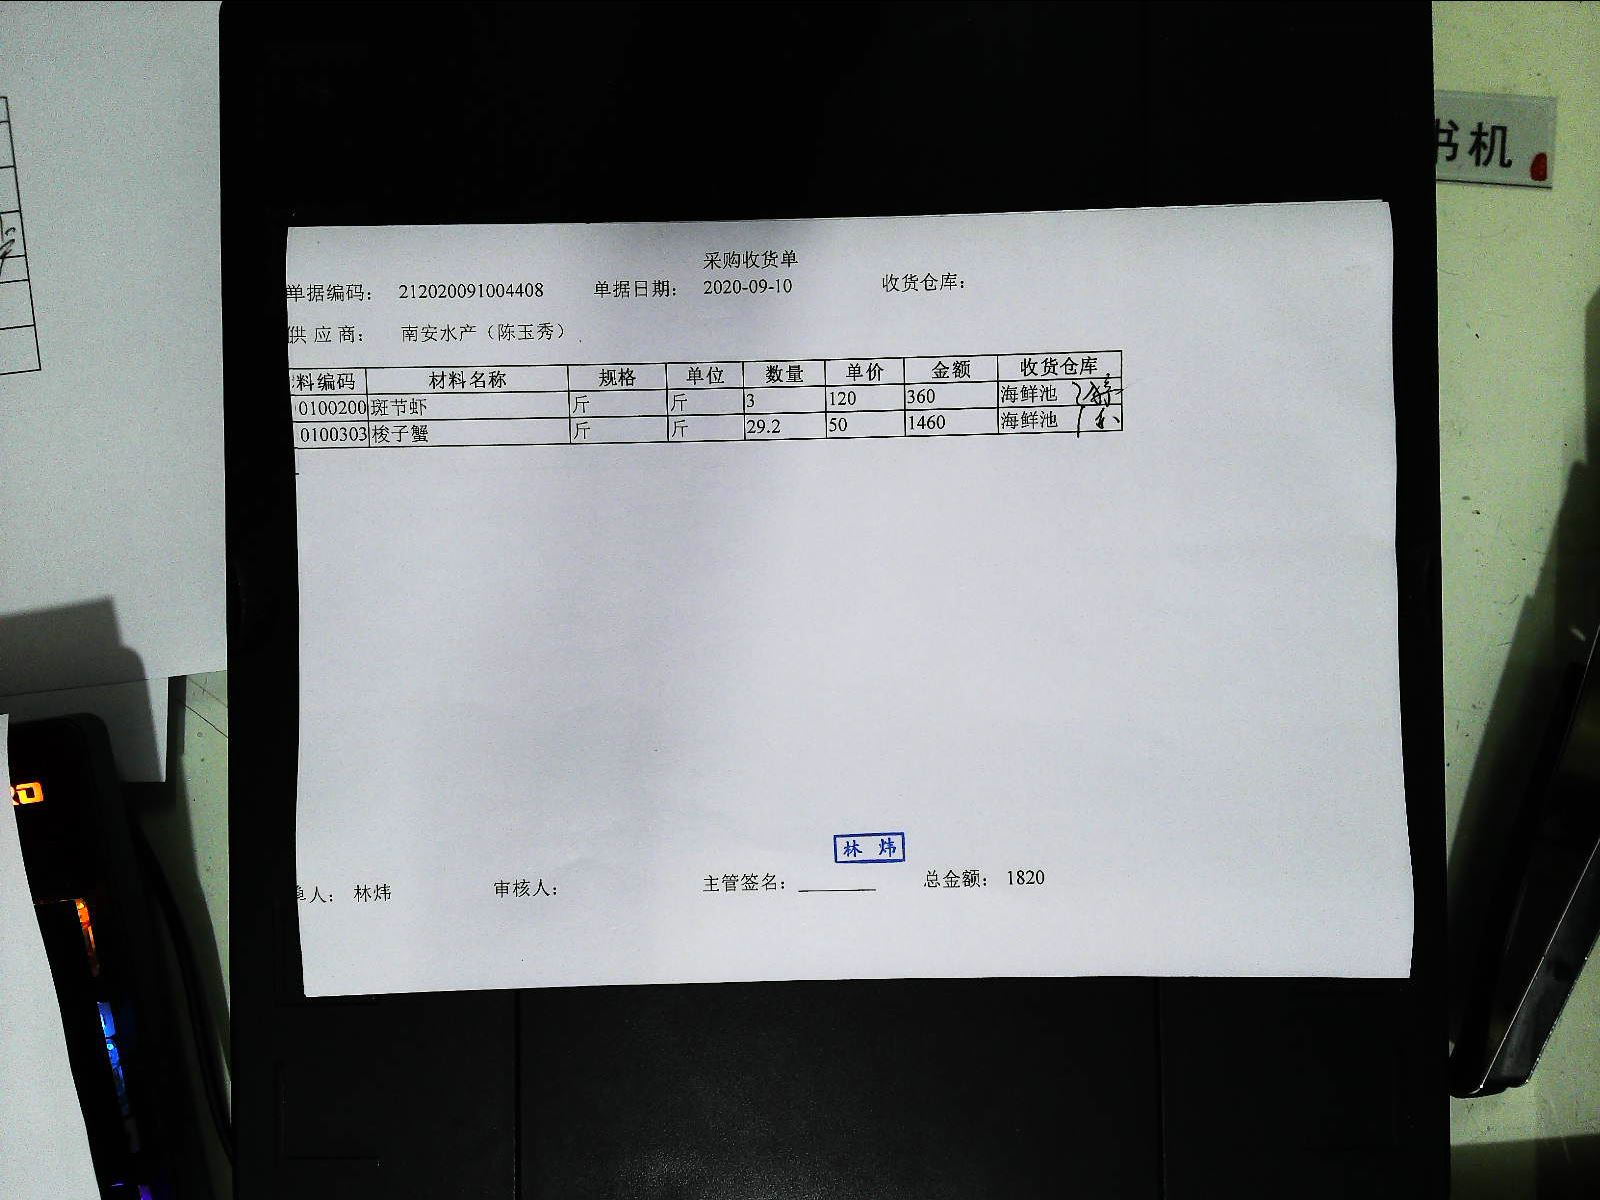 书机
采购收货单
单据编码： 212020091004408 单据日期： 2020-09-10 收货仓库：
供应商： 南安水产（陈玉秀）
料编码 材料名称 规格 单位 数量 单价 金额 收货仓库
0100200 斑节虾 斤 斤 3 120 360 海鲜池
0100303 梭子蟹 斤 斤 29.2 50 1460 海鲜池
林 炜
人： 林炜 审核人： 主管签名： 总金额： 1820